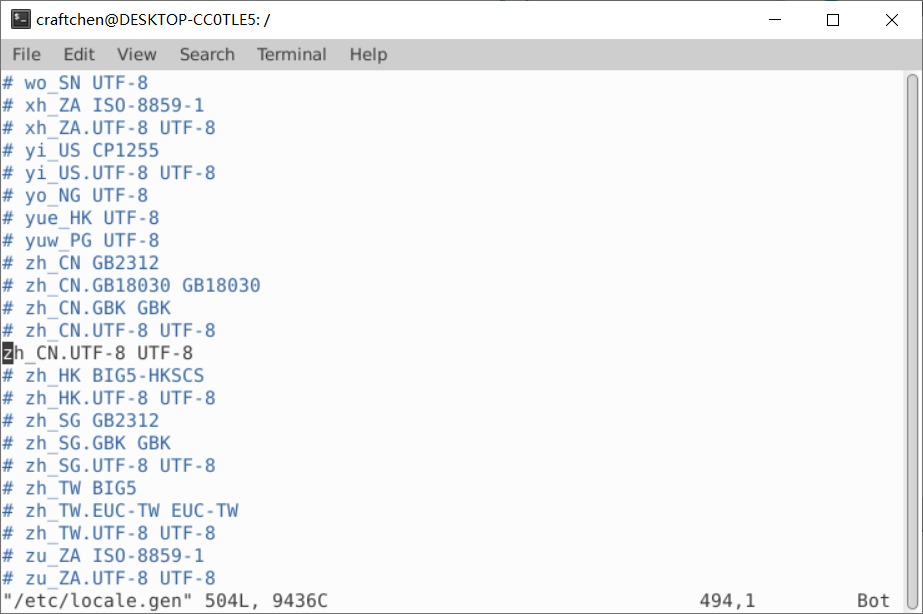 craftchen@DESKTOP-CC0TLE5: /
File Edit View Search Terminal Help
# wo_SN UTF-8
# xh_ZA ISO-8859-1
# xh_ZA.UTF-8 UTF-8
# yi_US CP1255
# yi_US.UTF-8 UTF-8
# yo_NG UTF-8
# yue_HK UTF-8
# yuw_PG UTF-8
# zh_CN GB2312
# zh_CN.GB18030 GB18030
# zh_CN.GBK GBK
# zh_CN.UTF-8 UTF-8
zh_CN.UTF-8 UTF-8
# zh_HK BIG5-HKSCS
# zh_HK.UTF-8 UTF-8
# zh_SG GB2312
# zh_SG.GBK GBK
# zh_SG.UTF-8 UTF-8
# zh_TW BIG5
# zh_TW.EUC-TW EUC-TW
# zh_TW.UTF-8 UTF-8
# zu_ZA ISO-8859-1
# zu_ZA.UTF-8 UTF-8
"/etc/locale.gen" 504L, 9436C 494,1 Bot